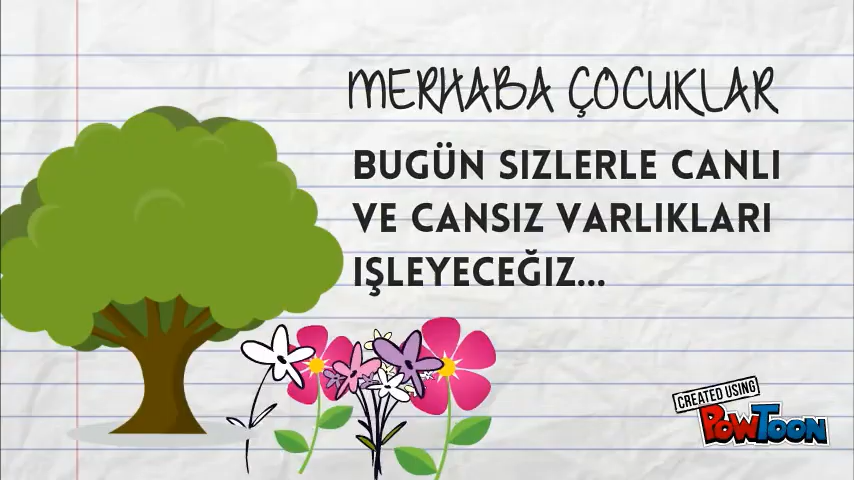 MERHABA ÇOCUKLAR
BUGÜN SIZLERLE CANLI
VE CANSIZ VARLIKLARI
IŞLEYECEĞIZ...
CREATED USING
POWTOON